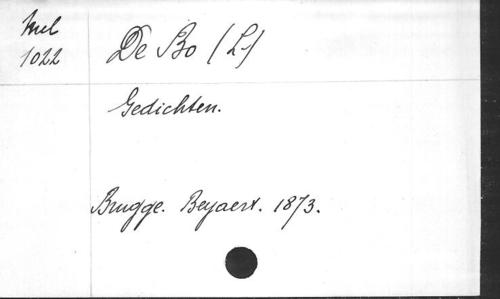 Mel
1022
De Bo (L)
Gedichten.
Brugge. Beyaert. 1873.